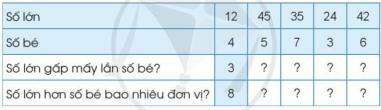 Số lớn 12 45 35 24 42
Số bé 4 5 7 3 6
Số lớn gấp mấy lần số bé? 3 ? ? ? ?
Số lớn hơn số bé bao nhiêu đơn vị? 8 ? ? ? ?